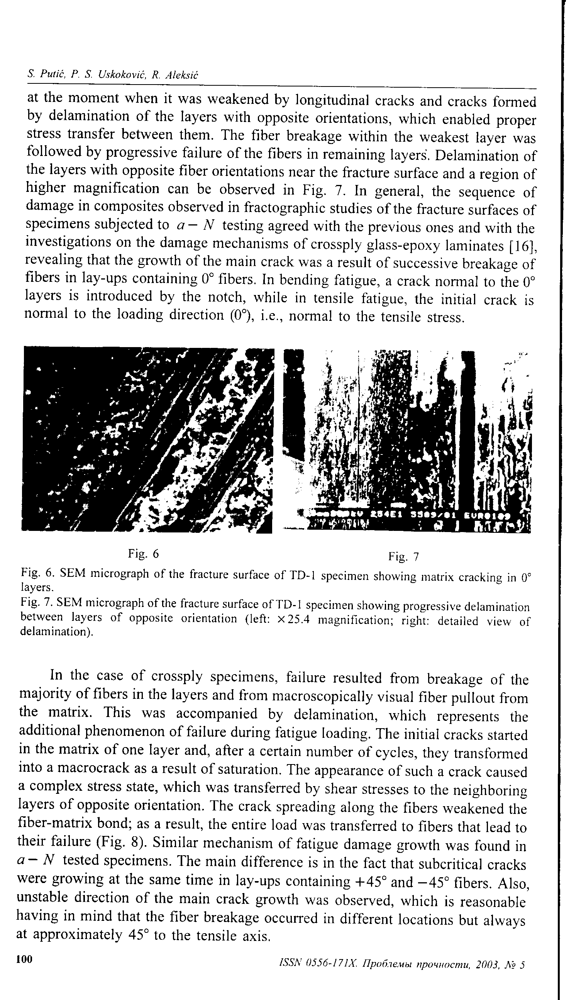 S. Putić, P. S. Uskoković, R. Aleksić
at the moment when it was weakened by longitudinal cracks and cracks formed
by delamination of the layers with opposite orientations, which enabled proper
stress transfer between them. The fiber breakage within the weakest layer was
followed by progressive failure of the fibers in remaining layers. Delamination of
the layers with opposite fiber orientations near the fracture surface and a region of
higher magnification can be observed in Fig. 7. In general, the sequence of
damage in composites observed in fractographic studies of the fracture surfaces of
specimens subjected to a – N testing agreed with the previous ones and with the
investigations on the damage mechanisms of crossply glass-epoxy laminates [16],
revealing that the growth of the main crack was a result of successive breakage of
fibers in lay-ups containing 0° fibers. In bending fatigue, a crack normal to the 0°
layers is introduced by the notch, while in tensile fatigue, the initial crack is
normal to the loading direction (0°), i.e., normal to the tensile stress.
254E1 5509/01 EUR0109
Fig. 6
Fig. 7
Fig. 6. SEM micrograph of the fracture surface of TD-1 specimen showing matrix cracking in 0°
layers.
Fig. 7. SEM micrograph of the fracture surface of TD-1 specimen showing progressive delamination
between layers of opposite orientation (left: ×25.4 magnification; right: detailed view of
delamination).
In the case of crossply specimens, failure resulted from breakage of the
majority of fibers in the layers and from macroscopically visual fiber pullout from
the matrix. This was accompanied by delamination, which represents the
additional phenomenon of failure during fatigue loading. The initial cracks started
in the matrix of one layer and, after a certain number of cycles, they transformed
into a macrocrack as a result of saturation. The appearance of such a crack caused
a complex stress state, which was transferred by shear stresses to the neighboring
layers of opposite orientation. The crack spreading along the fibers weakened the
fiber-matrix bond; as a result, the entire load was transferred to fibers that lead to
their failure (Fig. 8). Similar mechanism of fatigue damage growth was found in
a – N tested specimens. The main difference is in the fact that subcritical cracks
were growing at the same time in lay-ups containing +45° and –45° fibers. Also,
unstable direction of the main crack growth was observed, which is reasonable
having in mind that the fiber breakage occurred in different locations but always
at approximately 45° to the tensile axis.
100
ISSN 0556-171X. Проблемы прочности, 2003, № 5